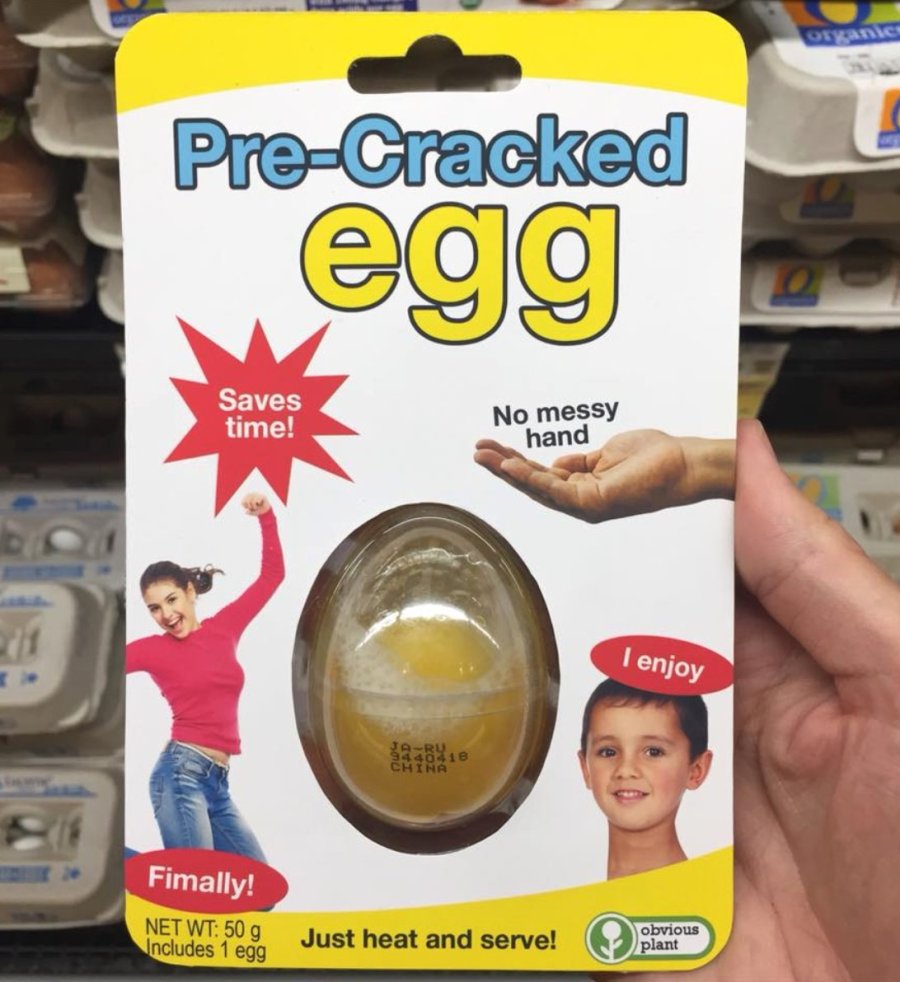 Pre-Cracked
egg
Saves
time!
No messy
hand
I enjoy
JA-RU
3440418
CHINA
Fimally!
NET WT: 50 g
Includes 1 egg
Just heat and serve!
obvious
plant
organics